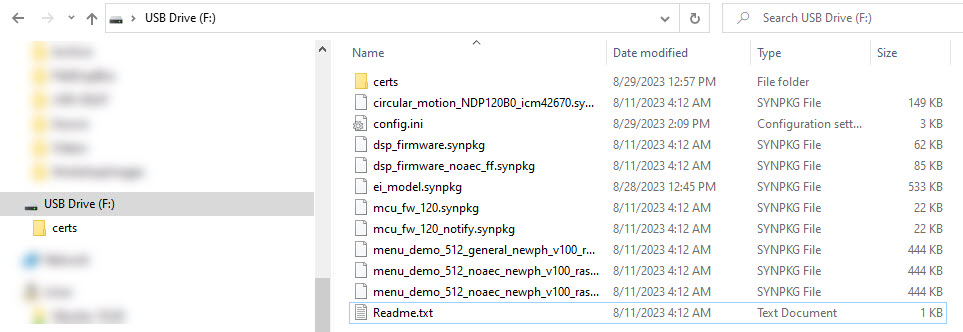 USB Drive (F:)
Search USB Drive (F:)
Name Date modified Type Size
certs 8/29/2023 12:57 PM File folder
circular_motion_NDP120B0_icm42670.sy... 8/11/2023 4:12 AM SYNPKG File 149 KB
config.ini 8/29/2023 2:09 PM Configuration sett... 3 KB
dsp_firmware.synpkg 8/11/2023 4:12 AM SYNPKG File 62 KB
dsp_firmware_noaec_ff.synpkg 8/11/2023 4:12 AM SYNPKG File 85 KB
ei_model.synpkg 8/28/2023 12:45 PM SYNPKG File 533 KB
mcu_fw_120.synpkg 8/11/2023 4:12 AM SYNPKG File 22 KB
mcu_fw_120_notify.synpkg 8/11/2023 4:12 AM SYNPKG File 22 KB
menu_demo_512_general_newph_v100_r... 8/11/2023 4:12 AM SYNPKG File 444 KB
menu_demo_512_noaec_newph_v100_ras... 8/11/2023 4:12 AM SYNPKG File 444 KB
menu_demo_512_noaec_newph_v100_ras... 8/11/2023 4:12 AM SYNPKG File 444 KB
Readme.txt 8/11/2023 4:12 AM Text Document 1 KB
USB Drive (F:)
certs